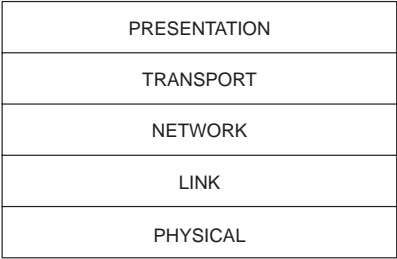 PRESENTATION
TRANSPORT
NETWORK
LINK
PHYSICAL